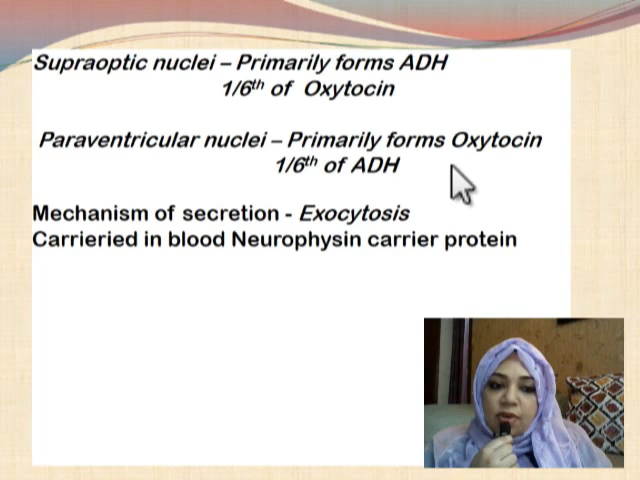 Supraoptic nuclei – Primarily forms ADH
1/6th of Oxytocin
Paraventricular nuclei – Primarily forms Oxytocin
1/6th of ADH
Mechanism of secretion - Exocytosis
Carrieried in blood Neurophysin carrier protein